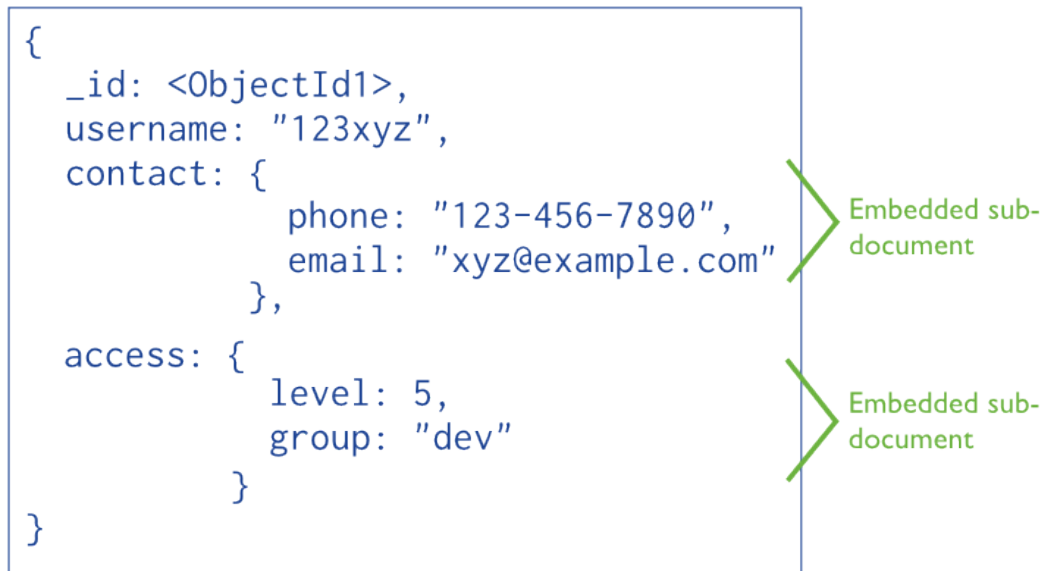 {
_id: <ObjectId1>,
username: "123xyz",
contact: {
phone: "123-456-7890",
email: "xyz@example.com"
},
Embedded sub-
document
access: {
level: 5,
group: "dev"
}
Embedded sub-
document
}